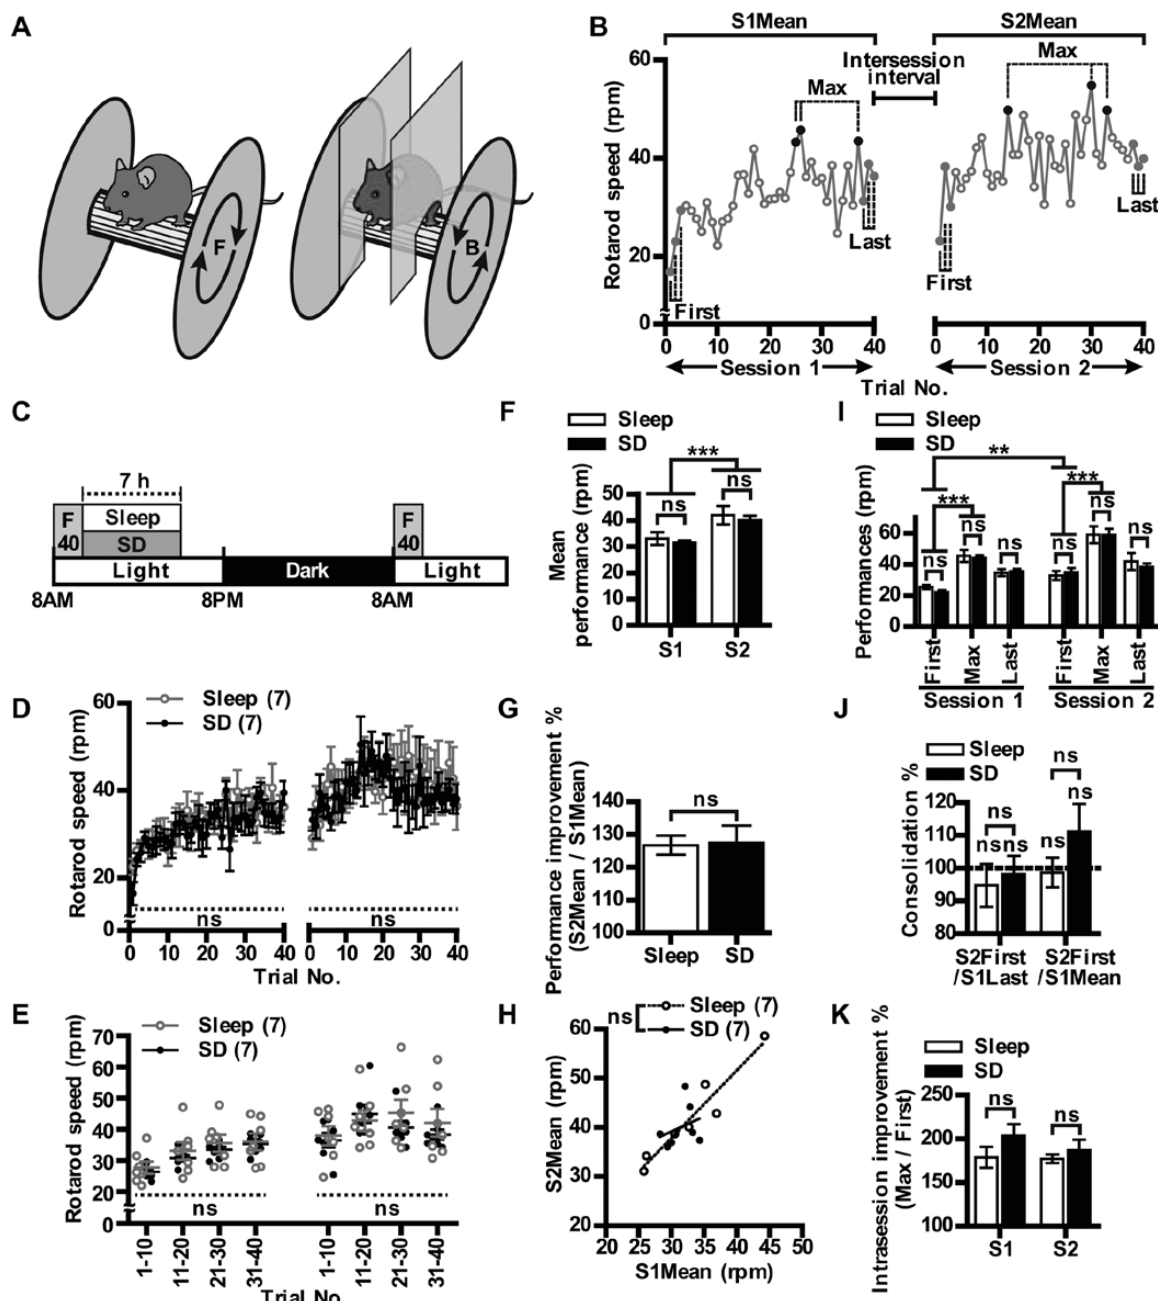 A
F
B
B
S1Mean
S2Mean
Rotarod speed (rpm)
60
40
20
0
Max
Intersession
interval
Max
Last
Last
First
First
0 10 20 30 40
0 10 20 30 40
Session 1
Session 2
Trial No.
C
7 h
F
40
Sleep
SD
F
40
Light
Dark
Light
8AM
8PM
8AM
D
Sleep (7)
SD (7)
Rotarod speed (rpm)
60
40
20
0
ns
ns
0 10 20 30 40
0 10 20 30 40
Trial No.
E
Sleep (7)
SD (7)
Rotarod speed (rpm)
70
60
50
40
30
20
0
ns
ns
1-10
11-20
21-30
31-40
1-10
11-20
21-30
31-40
Trial No.
F
Sleep
SD
Mean
performance (rpm)
50
40
30
20
10
0
***
ns
ns
S1
S2
G
Performance improvement %
(S2Mean / S1Mean)
140
130
120
110
100
ns
Sleep
SD
H
ns
Sleep (7)
SD (7)
S2Mean (rpm)
60
50
40
30
20
20 25 30 35 40 45 50
S1Mean (rpm)
I
Sleep
SD
Performances (rpm)
60
40
20
0
**
***
***
ns
ns
ns
ns
ns
ns
First
Max
Last
First
Max
Last
Session 1
Session 2
J
Sleep
SD
Consolidation %
120
110
100
90
80
ns
ns
ns
ns
ns
ns
S2First
/S1Last
S2First
/S1Mean
K
Sleep
SD
Intrasession improvement %
(Max / First)
250
200
150
100
ns
ns
S1
S2